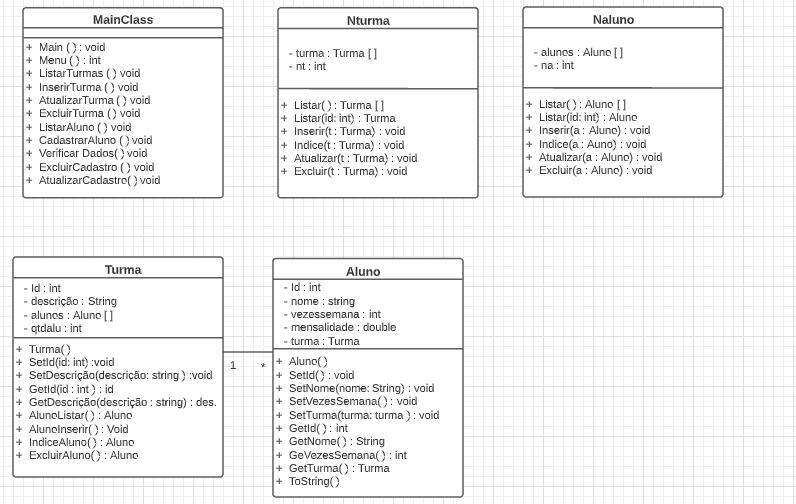 MainClass
+ Main ( ) : void
+ Menu ( ) : int
+ ListarTurmas ( ) void
+ InserirTurma ( ) void
+ AtualizarTurma ( ) void
+ ExcluirTurma ( ) void
+ ListarAluno ( ) void
+ CadastrarAluno ( ) void
+ Verificar Dados( ) void
+ ExcluirCadastro ( ) void
+ AtualizarCadastro( ) void
Nturma
- turma : Turma [ ]
- nt : int
+ Listar( ) : Turma [ ]
+ Listar(id: int) : Turma
+ Inserir(t : Turma) : void
+ Indice(t : Turma) : void
+ Atualizar(t : Turma) : void
+ Excluir(t : Turma) : void
Naluno
- alunos : Aluno [ ]
- na : int
+ Listar( ) : Aluno [ ]
+ Listar(id: int) : Aluno
+ Inserir(a : Aluno) : void
+ Indice(a : Auno) : void
+ Atualizar(a : Aluno) : void
+ Excluir(a : Aluno) : void
Turma
- Id : int
- descrição : String
- alunos : Aluno [ ]
- qtdalu : int
+ Turma( )
+ SetId(id: int) :void
+ SetDescrição(descrição: string ) :void
+ GetId(id : int ) : id
+ GetDescrição(descrição : string) : des.
+ AlunoListar( ) : Aluno
+ AlunoInserir( ) : Void
+ IndiceAluno( ) : Aluno
+ ExcluirAluno( ) : Aluno
1
*
Aluno
- Id : int
- nome : string
- vezessemana : int
- mensalidade : double
- turma : Turma
+ Aluno( )
+ SetId( ) : void
+ SetNome(nome: String) : void
+ SetVezesSemana( ) : void
+ SetTurma(turma: turma ) : void
+ GetId( ) : int
+ GetNome( ) : String
+ GeVezesSemana( ) : int
+ GetTurma( ) : Turma
+ ToString( )